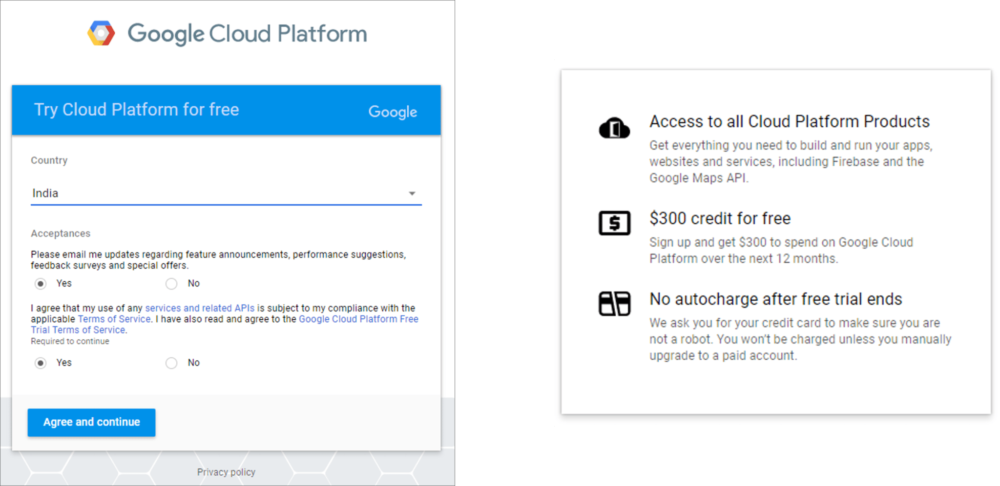 Google Cloud Platform
Try Cloud Platform for free
Google
Country
India
Acceptances
Please email me updates regarding feature announcements, performance suggestions,
feedback surveys and special offers.
Yes No
I agree that my use of any services and related APIs is subject to my compliance with the
applicable Terms of Service. I have also read and agree to the Google Cloud Platform Free
Trial Terms of Service.
Required to continue
Yes No
Agree and continue
Privacy policy
Access to all Cloud Platform Products
Get everything you need to build and run your apps,
websites and services, including Firebase and the
Google Maps API.
$
$300 credit for free
Sign up and get $300 to spend on Google Cloud
Platform over the next 12 months.
No autocharge after free trial ends
We ask you for your credit card to make sure you are
not a robot. You won't be charged unless you manually
upgrade to a paid account.